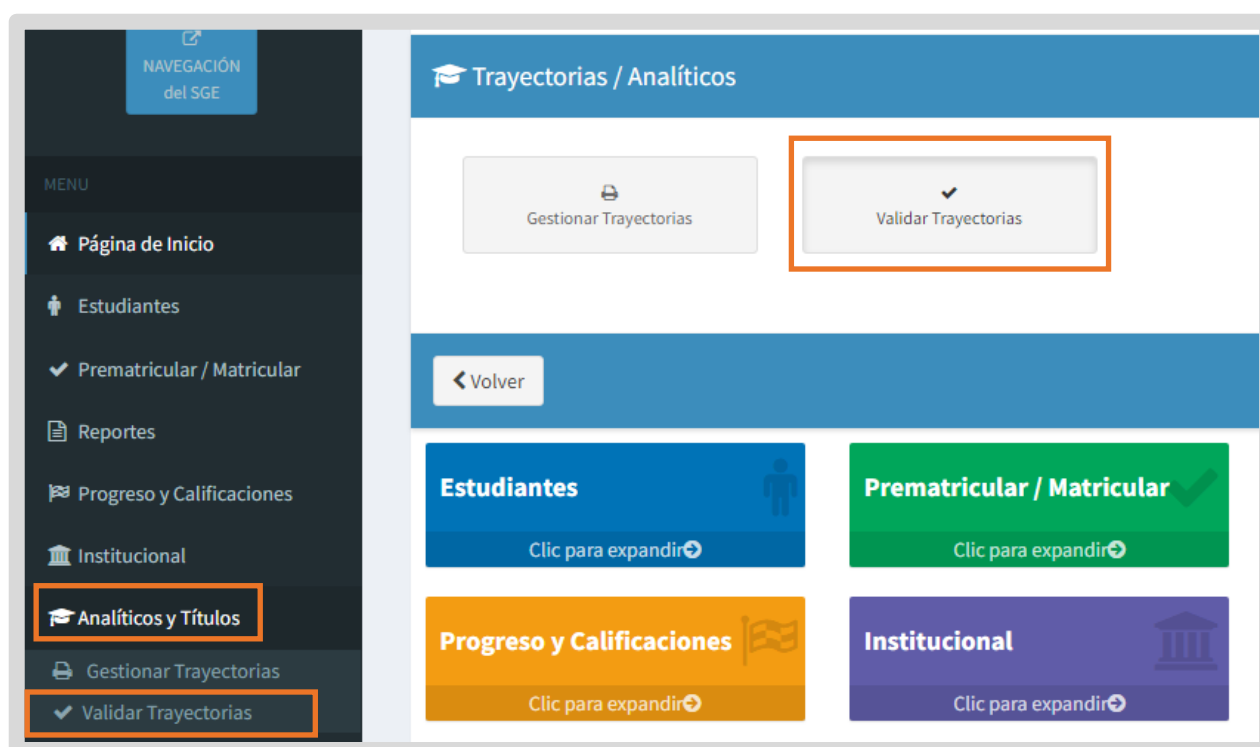 NAVEGACIÓN
del SGE
MENU
Página de Inicio
Estudiantes
Prematricular / Matricular
Reportes
Progreso y Calificaciones
Institucional
Analíticos y Títulos
Gestionar Trayectorias
Validar Trayectorias
Trayectorias / Analíticos
Gestionar Trayectorias
Validar Trayectorias
Volver
Estudiantes
Clic para expandir
Prematricular / Matricular
Clic para expandir
Progreso y Calificaciones
Clic para expandir
Institucional
Clic para expandir